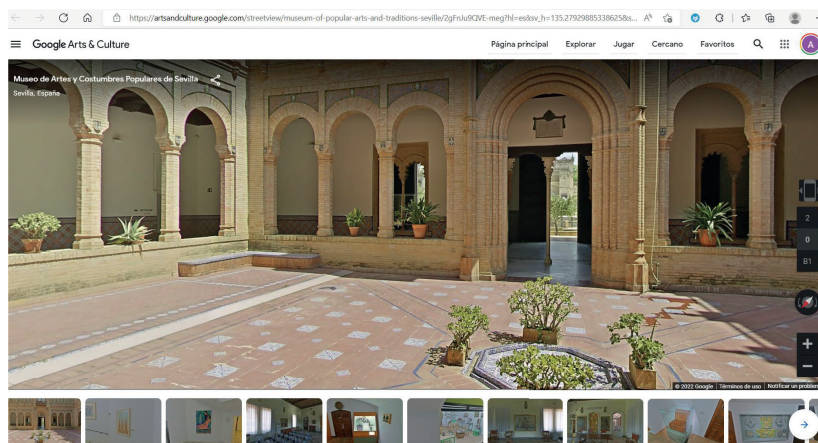 https://artsandculture.google.com/streetview/museum-of-popular-arts-and-traditions-seville/2gFrJu9QVE-meg?hl=es&sv_h=135.2792988533862&s...
Google Arts & Culture
Página principal Explorar Jugar Cercano Favoritos
A
Museo de Artes y Costumbres Populares de Sevilla
Sevilla, España
2
0
B1
© 2022 Google Términos de uso Notificar un problem